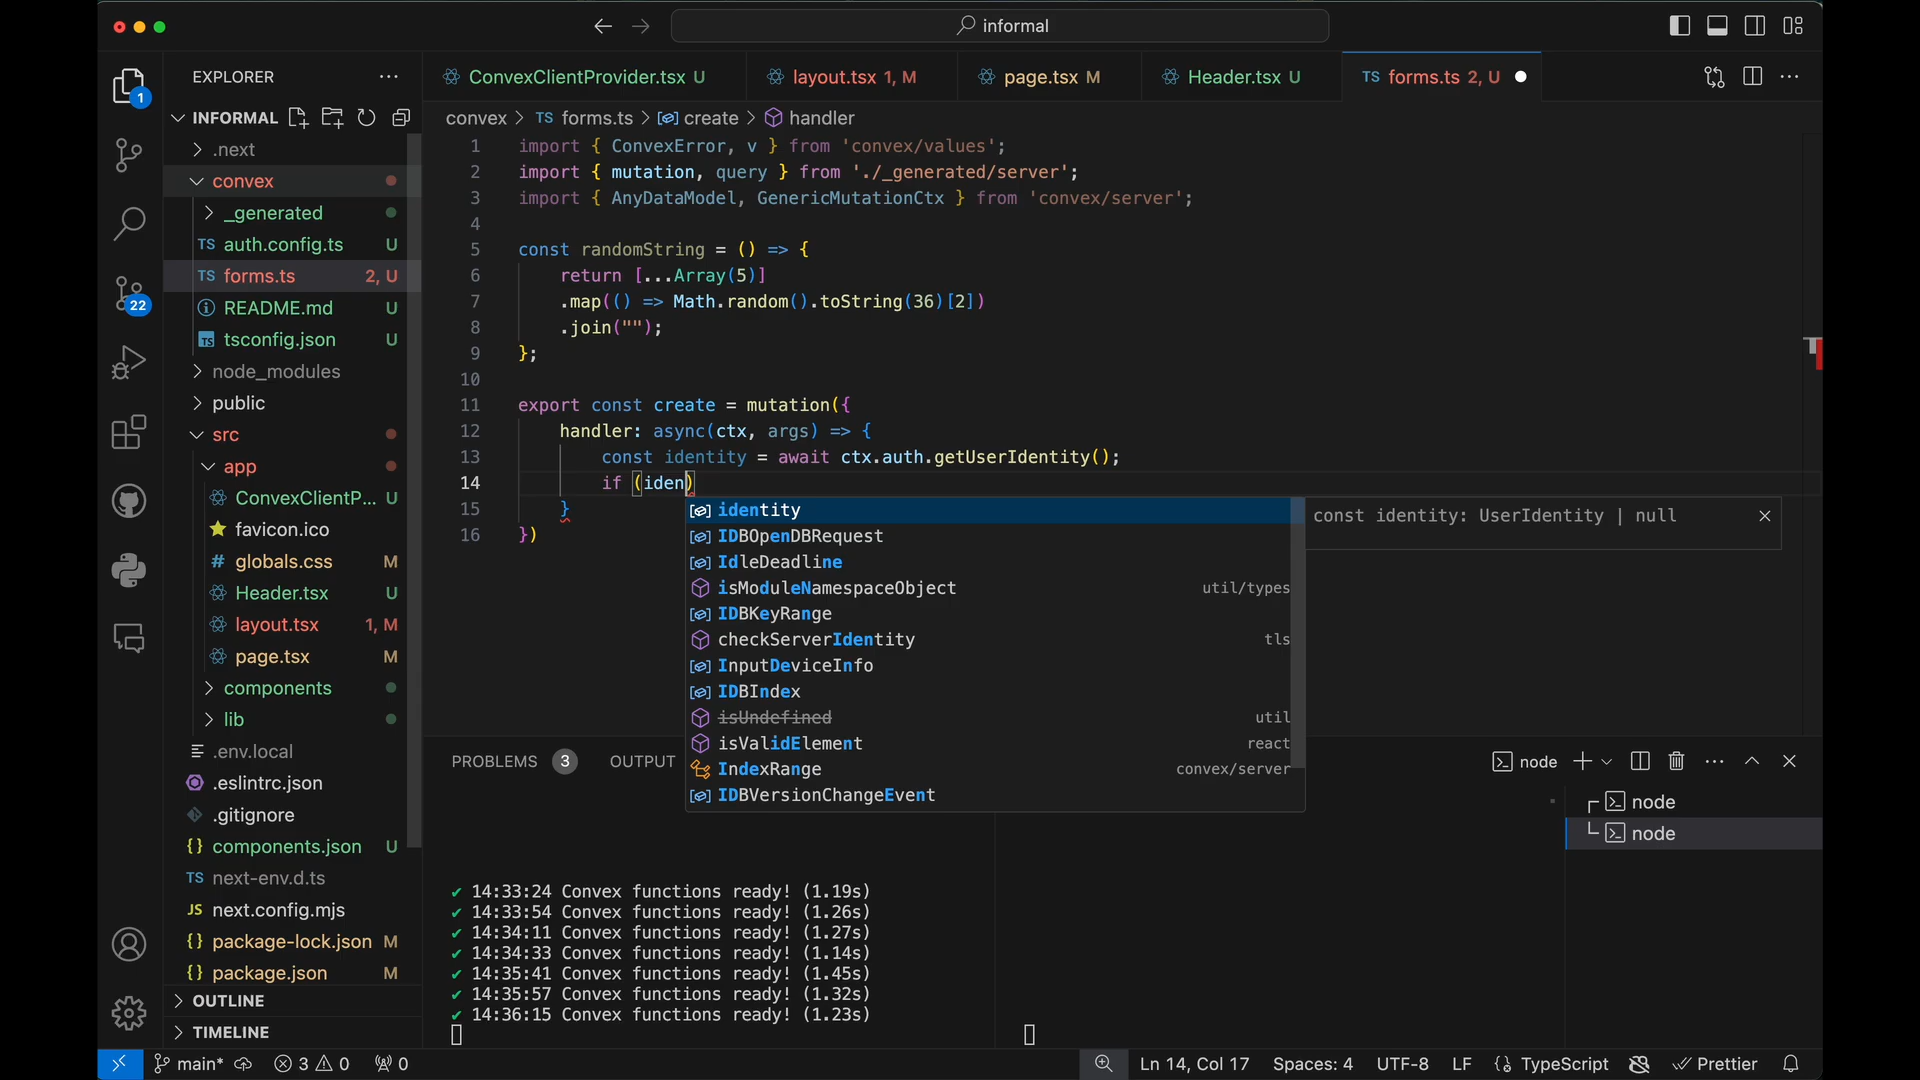 informal
EXPLORER
INFORMAL
.next
convex
_generated
TS auth.config.ts U
TS forms.ts 2, U
README.md U
TS tsconfig.json U
node_modules
public
src
app
ConvexClientP... U
favicon.ico
# globals.css M
Header.tsx U
layout.tsx 1, M
page.tsx M
components
lib
.env.local
.eslintrc.json
.gitignore
{} components.json U
TS next-env.d.ts
JS next.config.mjs
{} package-lock.json M
{} package.json M
OUTLINE
TIMELINE
1
22
ConvexClientProvider.tsx U
layout.tsx 1, M
page.tsx M
Header.tsx U
TS forms.ts 2, U
convex > TS forms.ts > create > handler
1 import { ConvexError, v } from 'convex/values';
2 import { mutation, query } from './_generated/server';
3 import { AnyDataModel, GenericMutationCtx } from 'convex/server';
4
5 const randomString = () => {
6 return [...Array(5)]
7 .map(() => Math.random().toString(36)[2])
8 .join("");
9 };
10
11 export const create = mutation({
12 handler: async(ctx, args) => {
13 const identity = await ctx.auth.getUserIdentity();
14 if (iden)
15 }
16 })
identity
IDBOpenDBRequest
IdleDeadline
isModuleNamespaceObject util/types
IDBKeyRange
checkServerIdentity tls
InputDeviceInfo
IDBIndex
isUndefined util
isValidElement react
IndexRange convex/server
IDBVersionChangeEvent
const identity: UserIdentity | null
PROBLEMS 3 OUTPUT
node
node
node
✔ 14:33:24 Convex functions ready! (1.19s)
✔ 14:33:54 Convex functions ready! (1.26s)
✔ 14:34:11 Convex functions ready! (1.27s)
✔ 14:34:33 Convex functions ready! (1.14s)
✔ 14:35:41 Convex functions ready! (1.45s)
✔ 14:35:57 Convex functions ready! (1.32s)
✔ 14:36:15 Convex functions ready! (1.23s)
main* 3 0 0 Ln 14, Col 17 Spaces: 4 UTF-8 LF {} TypeScript Prettier